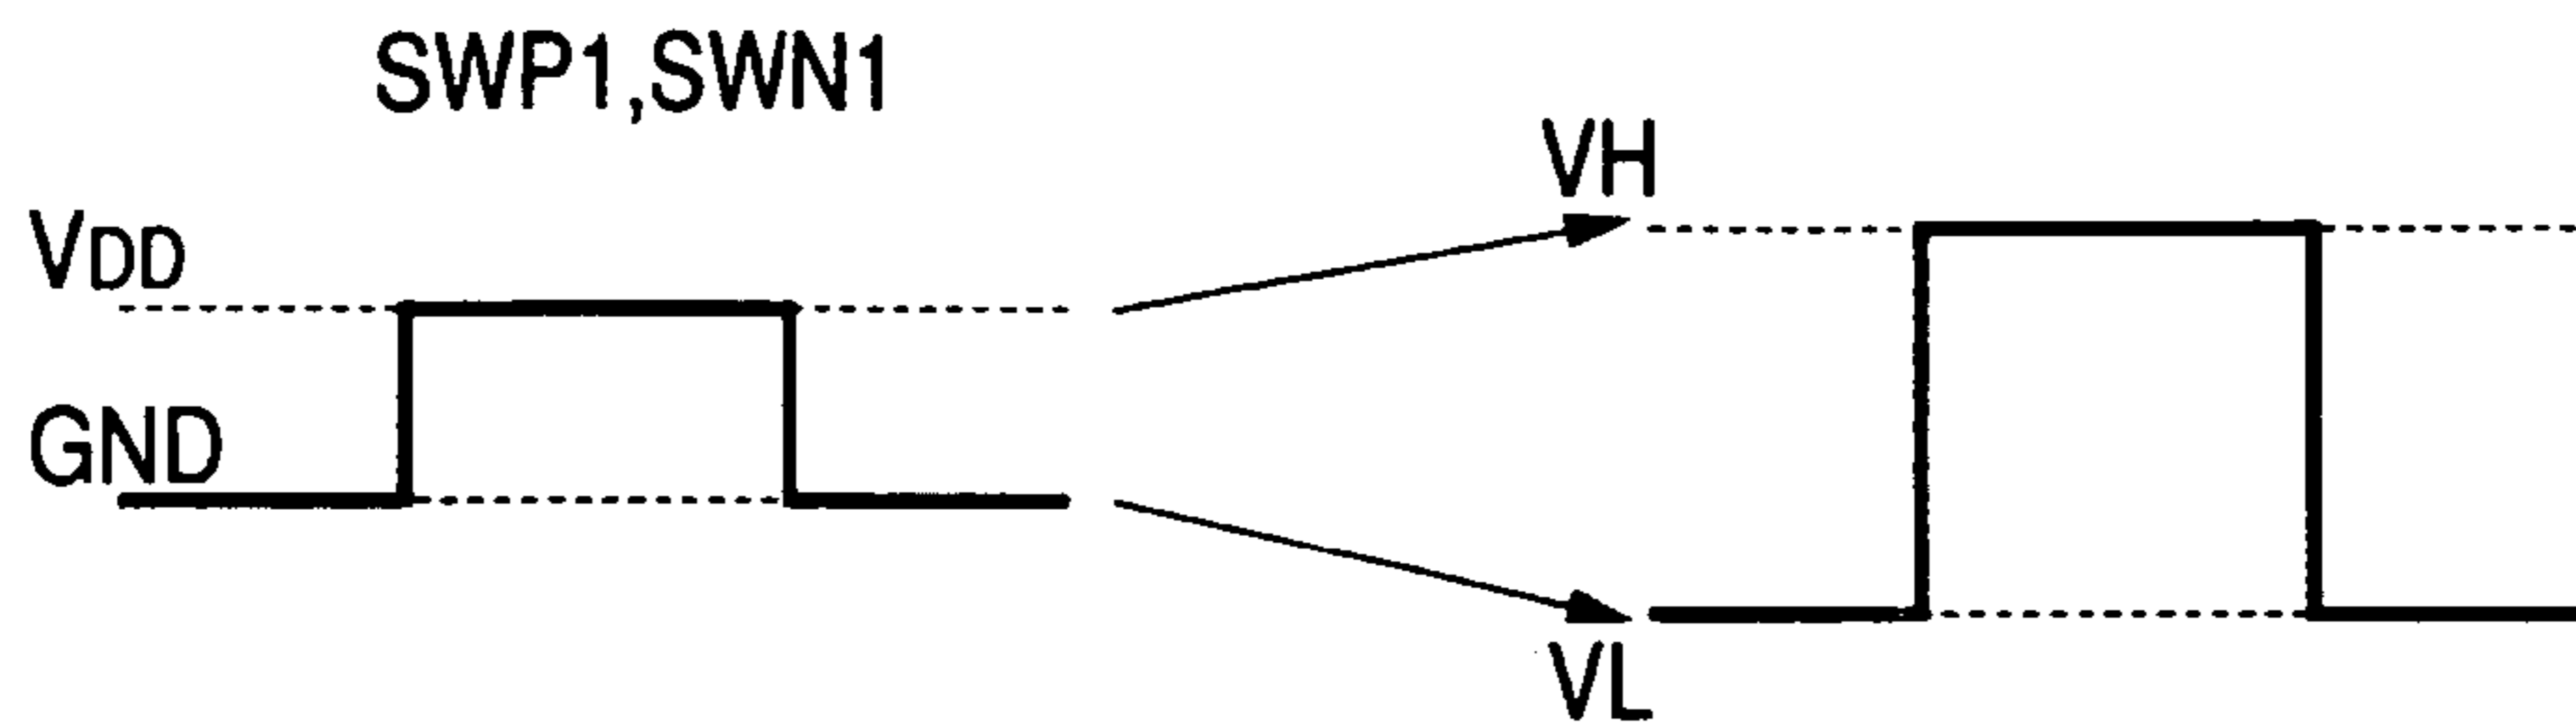 SWP1,SWN1
VH
VDD
GND
VL